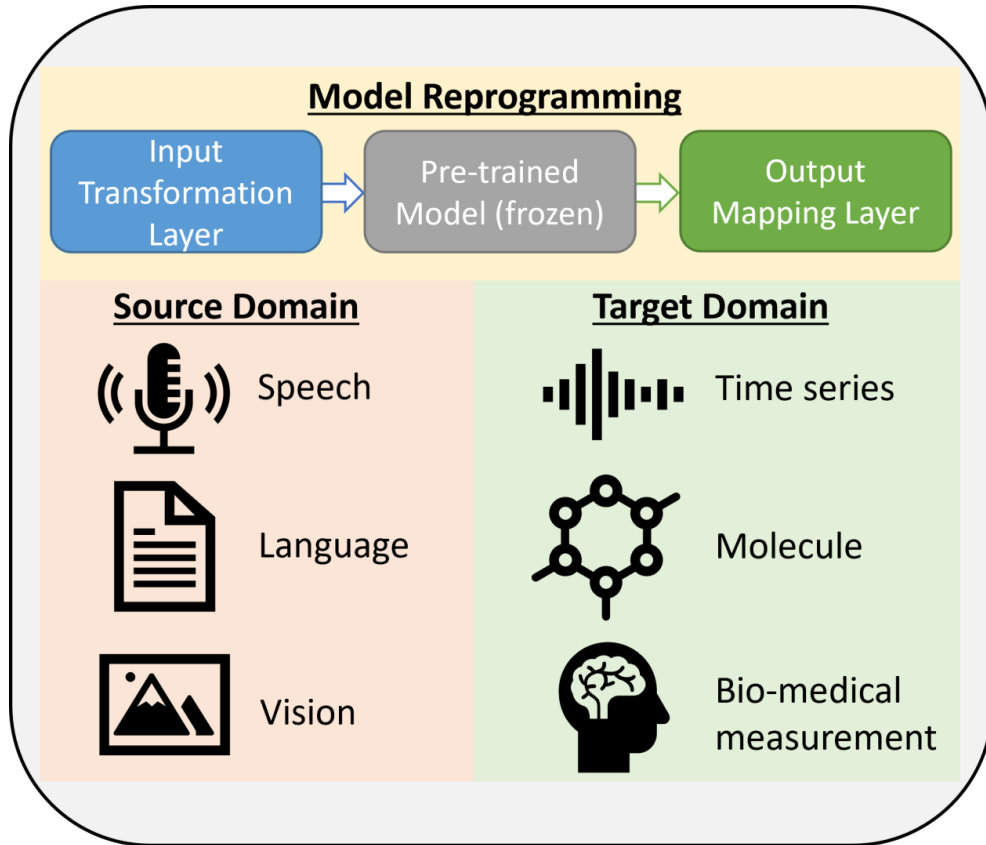 Model Reprogramming
Input
Transformation
Layer
Pre-trained
Model (frozen)
Output
Mapping Layer
Source Domain
Speech
Language
Vision
Target Domain
Time series
Molecule
Bio-medical
measurement